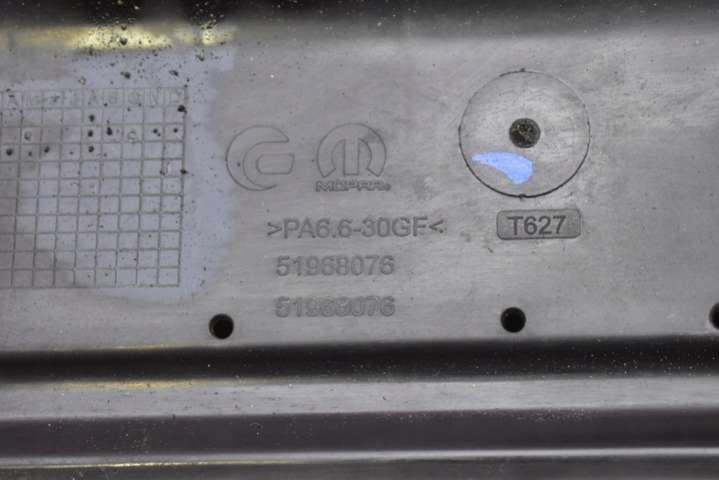 J F M A M J J A S O N D
MOPAR®
>PA6.6-30GF<
T627
51968076
51968076